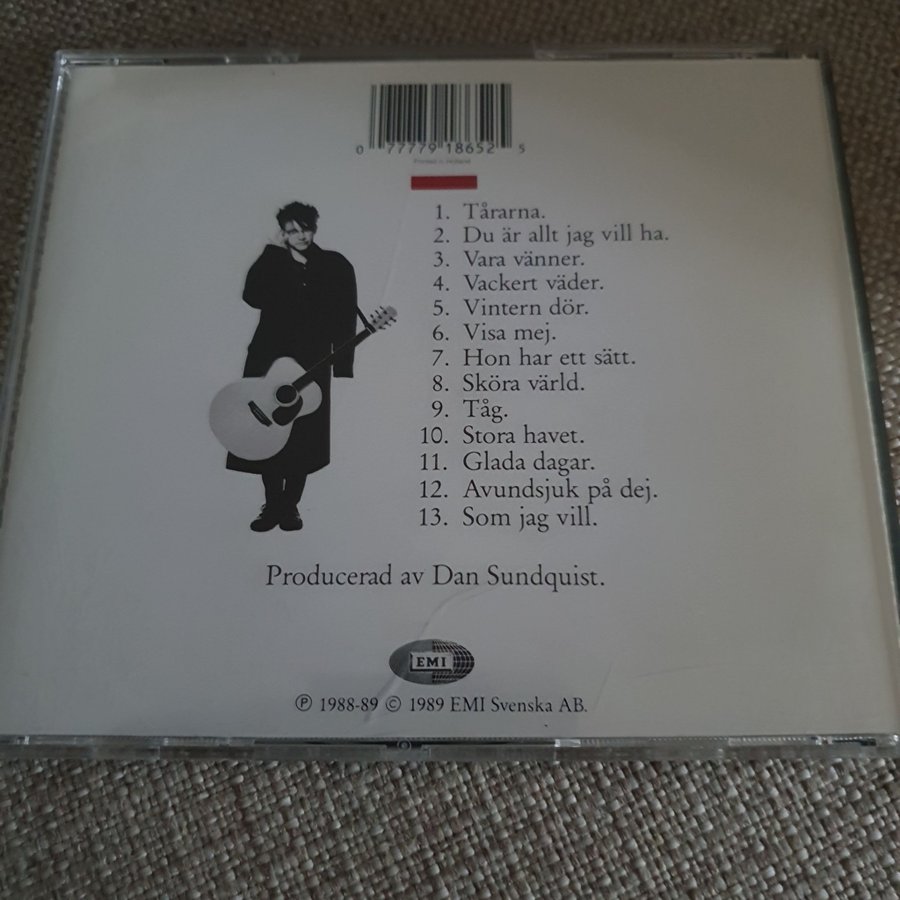 0 77779 18652 5
Printed in Holland
1. Tårarna.
2. Du är allt jag vill ha.
3. Vara vänner.
4. Vackert väder.
5. Vintern dör.
6. Visa mej.
7. Hon har ett sätt.
8. Sköra värld.
9. Tåg.
10. Stora havet.
11. Glada dagar.
12. Avundsjuk på dej.
13. Som jag vill.
Producerad av Dan Sundquist.
EMI
℗ 1988-89 © 1989 EMI Svenska AB.